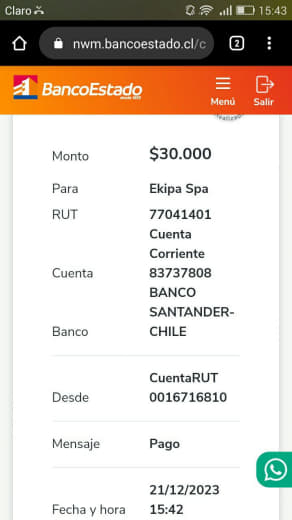 Claro
15:43
nwm.bancoestado.cl/c
2
BancoEstado
Menú
Salir
Monto $30.000
Para Ekipa Spa
RUT 77041401
Cuenta
Corriente
Cuenta 83737808
BANCO
SANTANDER-
Banco CHILE
CuentaRUT
Desde 0016716810
Mensaje Pago
21/12/2023
Fecha y hora 15:42